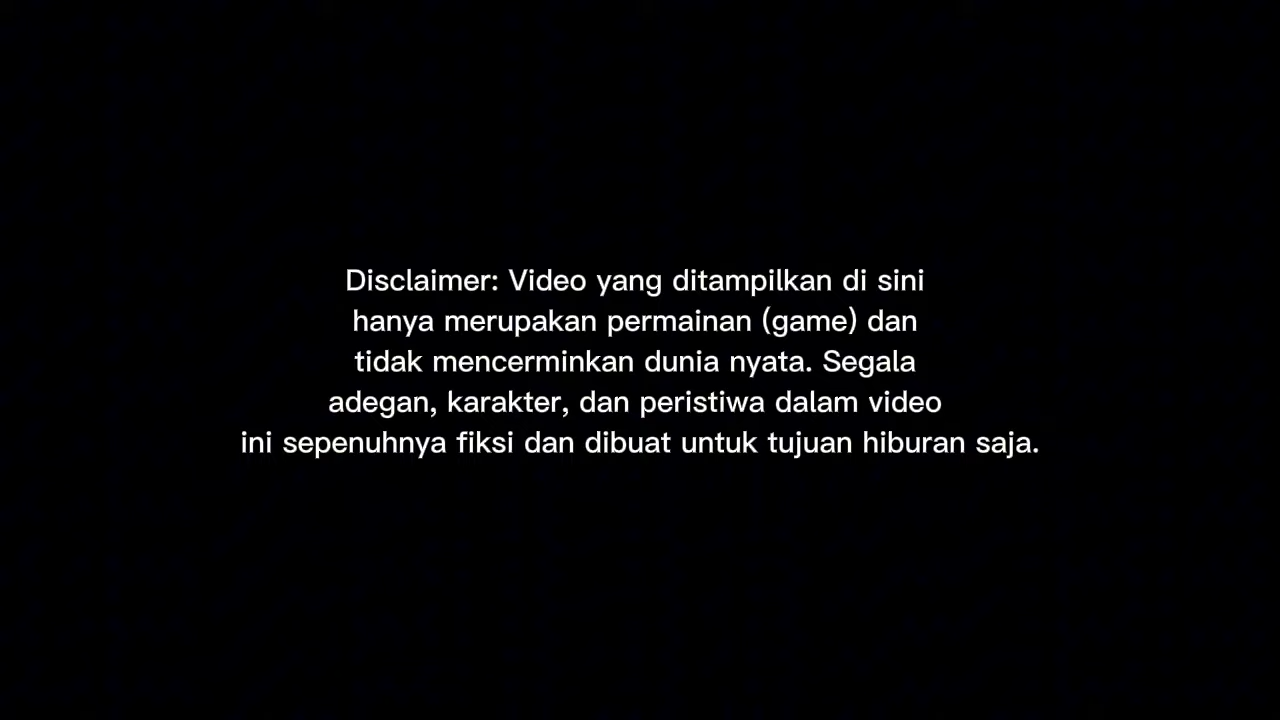 Disclaimer: Video yang ditampilkan di sini
hanya merupakan permainan (game) dan
tidak mencerminkan dunia nyata. Segala
adegan, karakter, dan peristiwa dalam video
ini sepenuhnya fiksi dan dibuat untuk tujuan hiburan saja.